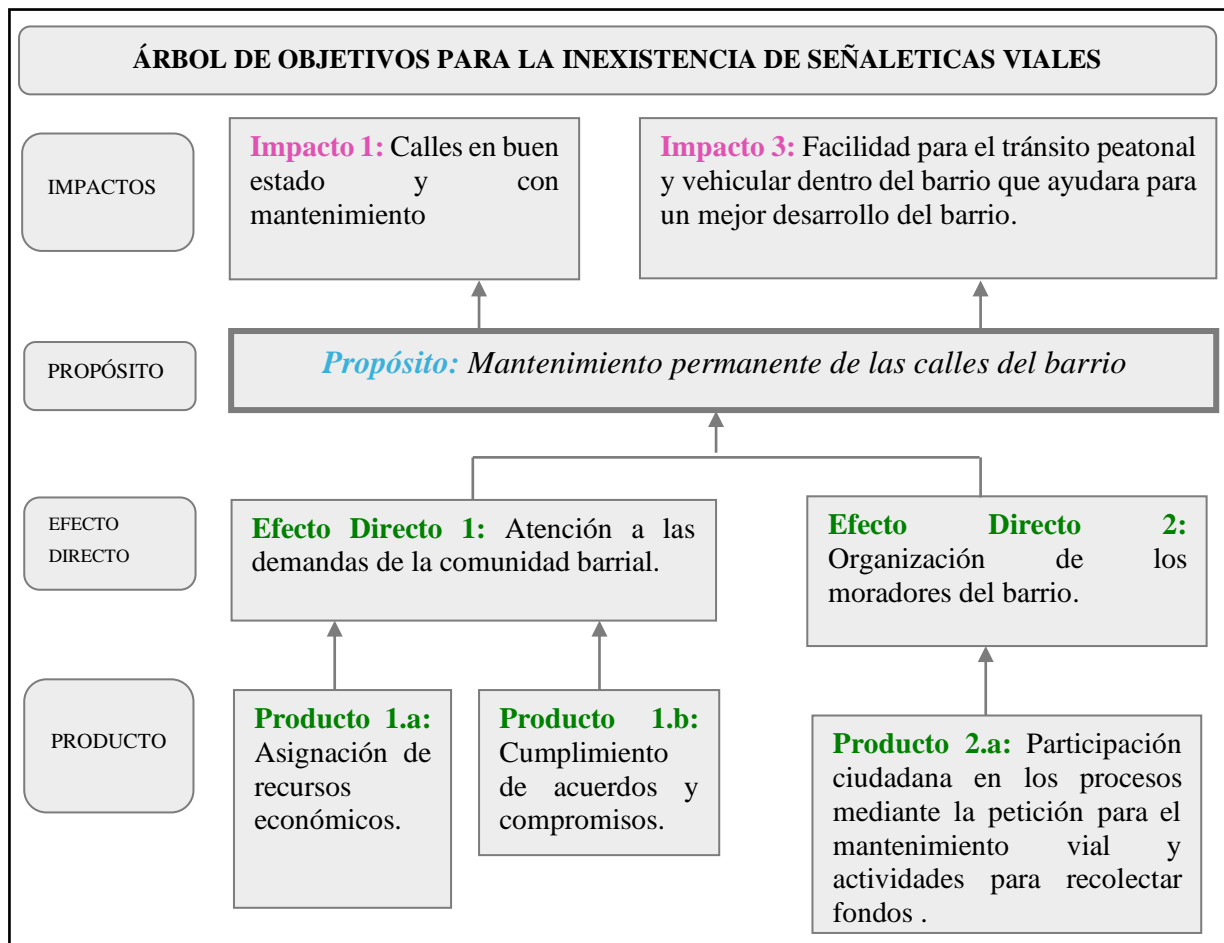 ÁRBOL DE OBJETIVOS PARA LA INEXISTENCIA DE SEÑALETICAS VIALES
IMPACTOS
Impacto 1: Calles en buen
estado y con
mantenimiento
Impacto 3: Facilidad para el tránsito peatonal
y vehicular dentro del barrio que ayudara para
un mejor desarrollo del barrio.
PROPÓSITO
Propósito: Mantenimiento permanente de las calles del barrio
EFECTO
DIRECTO
Efecto Directo 1: Atención a las
demandas de la comunidad barrial.
Efecto Directo 2:
Organización de los
moradores del barrio.
PRODUCTO
Producto 1.a:
Asignación de
recursos
económicos.
Producto 1.b:
Cumplimiento
de acuerdos y
compromisos.
Producto 2.a: Participación
ciudadana en los procesos
mediante la petición para el
mantenimiento vial y
actividades para recolectar
fondos .